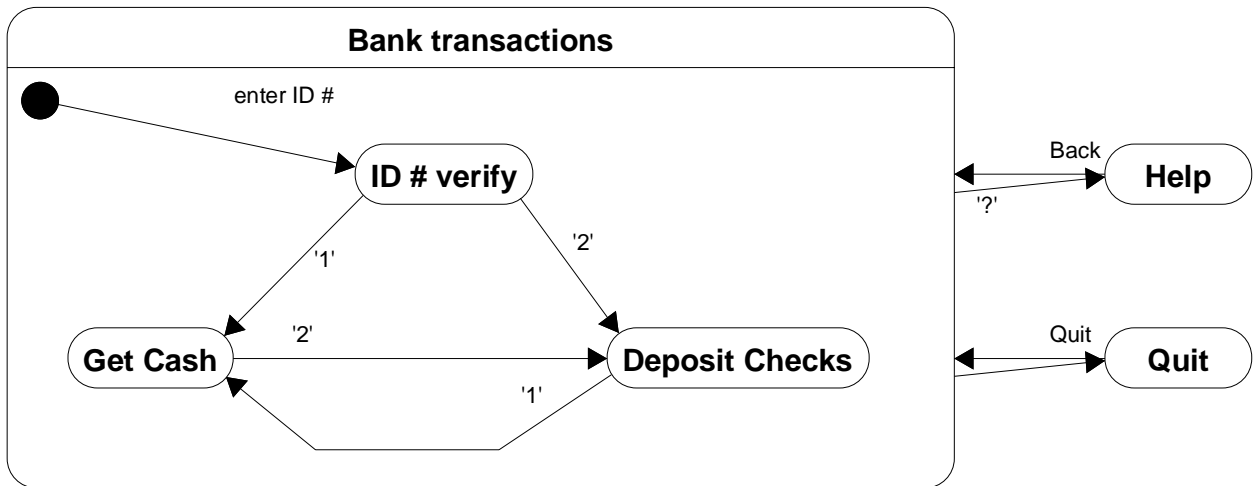 Bank transactions
enter ID #
ID # verify
Back
Help
'?'
'1'
'2'
Get Cash
'2'
Deposit Checks
'1'
Quit
Quit